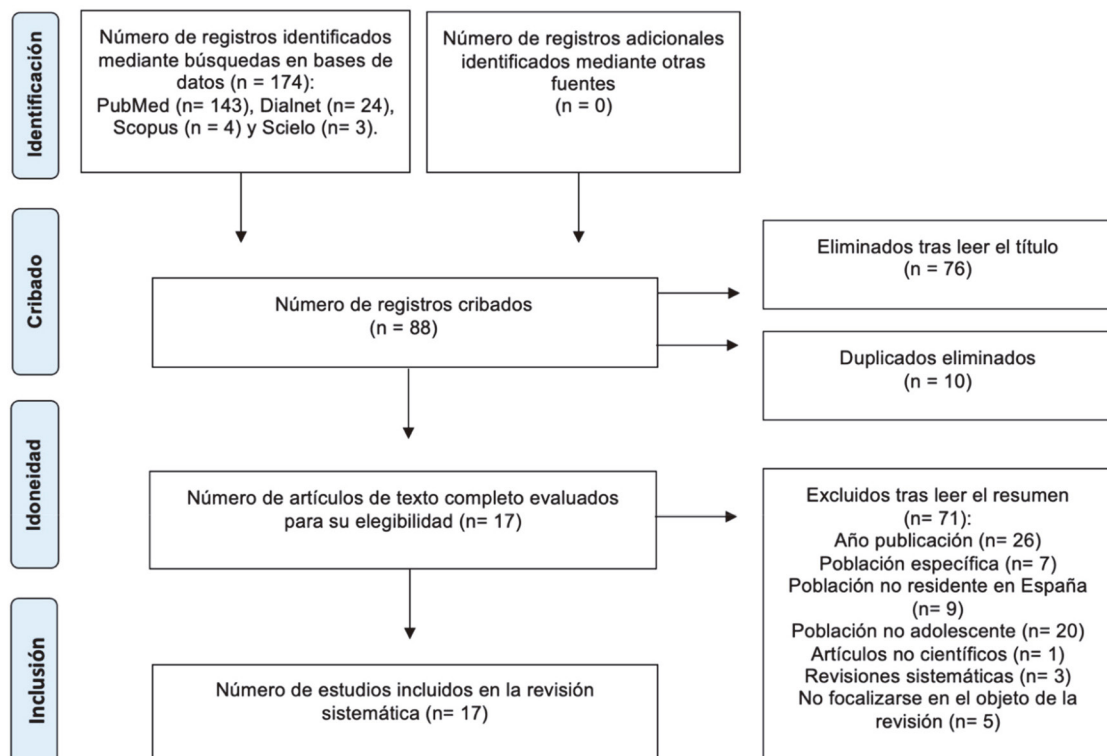 Identificación
Número de registros identificados
mediante búsquedas en bases de
datos (n = 174):
PubMed (n= 143), Dialnet (n= 24),
Scopus (n = 4) y Scielo (n= 3).
Número de registros adicionales
identificados mediante otras
fuentes
(n = 0)
Cribado
Número de registros cribados
(n = 88)
Eliminados tras leer el título
(n = 76)
Duplicados eliminados
(n = 10)
Idoneidad
Número de artículos de texto completo evaluados
para su elegibilidad (n= 17)
Excluidos tras leer el resumen
(n= 71):
Año publicación (n= 26)
Población específica (n= 7)
Población no residente en España
(n= 9)
Población no adolescente (n= 20)
Artículos no científicos (n= 1)
Revisiones sistemáticas (n= 3)
No focalizarse en el objeto de la
revisión (n= 5)
Inclusión
Número de estudios incluidos en la revisión
sistemática (n= 17)